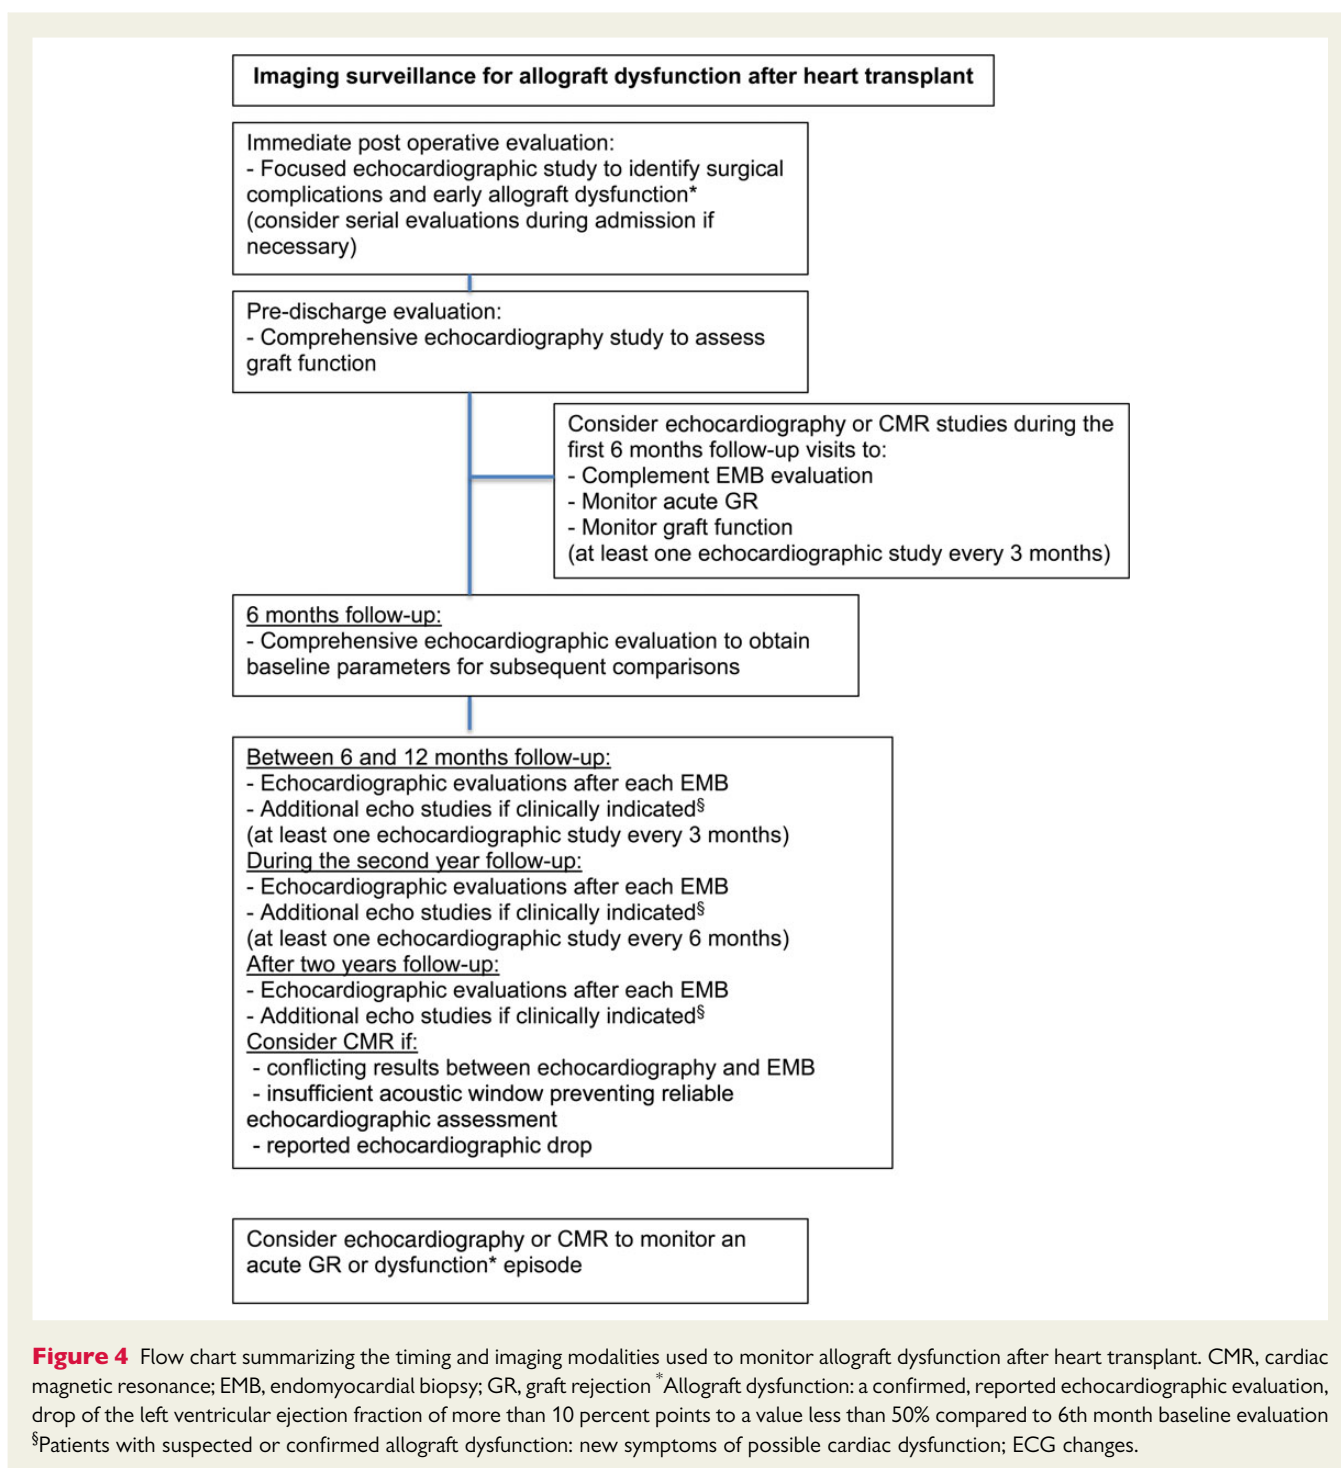 Imaging surveillance for allograft dysfunction after heart transplant
Immediate post operative evaluation:
- Focused echocardiographic study to identify surgical
complications and early allograft dysfunction*
(consider serial evaluations during admission if
necessary)
Pre-discharge evaluation:
- Comprehensive echocardiography study to assess
graft function
Consider echocardiography or CMR studies during the
first 6 months follow-up visits to:
- Complement EMB evaluation
- Monitor acute GR
- Monitor graft function
(at least one echocardiographic study every 3 months)
6 months follow-up:
- Comprehensive echocardiographic evaluation to obtain
baseline parameters for subsequent comparisons
Between 6 and 12 months follow-up:
- Echocardiographic evaluations after each EMB
- Additional echo studies if clinically indicated§
(at least one echocardiographic study every 3 months)
During the second year follow-up:
- Echocardiographic evaluations after each EMB
- Additional echo studies if clinically indicated§
(at least one echocardiographic study every 6 months)
After two years follow-up:
- Echocardiographic evaluations after each EMB
- Additional echo studies if clinically indicated§
Consider CMR if:
- conflicting results between echocardiography and EMB
- insufficient acoustic window preventing reliable
echocardiographic assessment
- reported echocardiographic drop
Consider echocardiography or CMR to monitor an
acute GR or dysfunction* episode
Figure 4 Flow chart summarizing the timing and imaging modalities used to monitor allograft dysfunction after heart transplant. CMR, cardiac
magnetic resonance; EMB, endomyocardial biopsy; GR, graft rejection *Allograft dysfunction: a confirmed, reported echocardiographic evaluation,
drop of the left ventricular ejection fraction of more than 10 percent points to a value less than 50% compared to 6th month baseline evaluation
§Patients with suspected or confirmed allograft dysfunction: new symptoms of possible cardiac dysfunction; ECG changes.